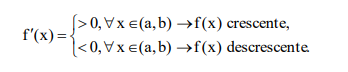 f'(x) = { > 0, ∀ x ∈ (a, b) → f(x) crescente,
< 0, ∀ x ∈ (a, b) → f(x) descrescente.